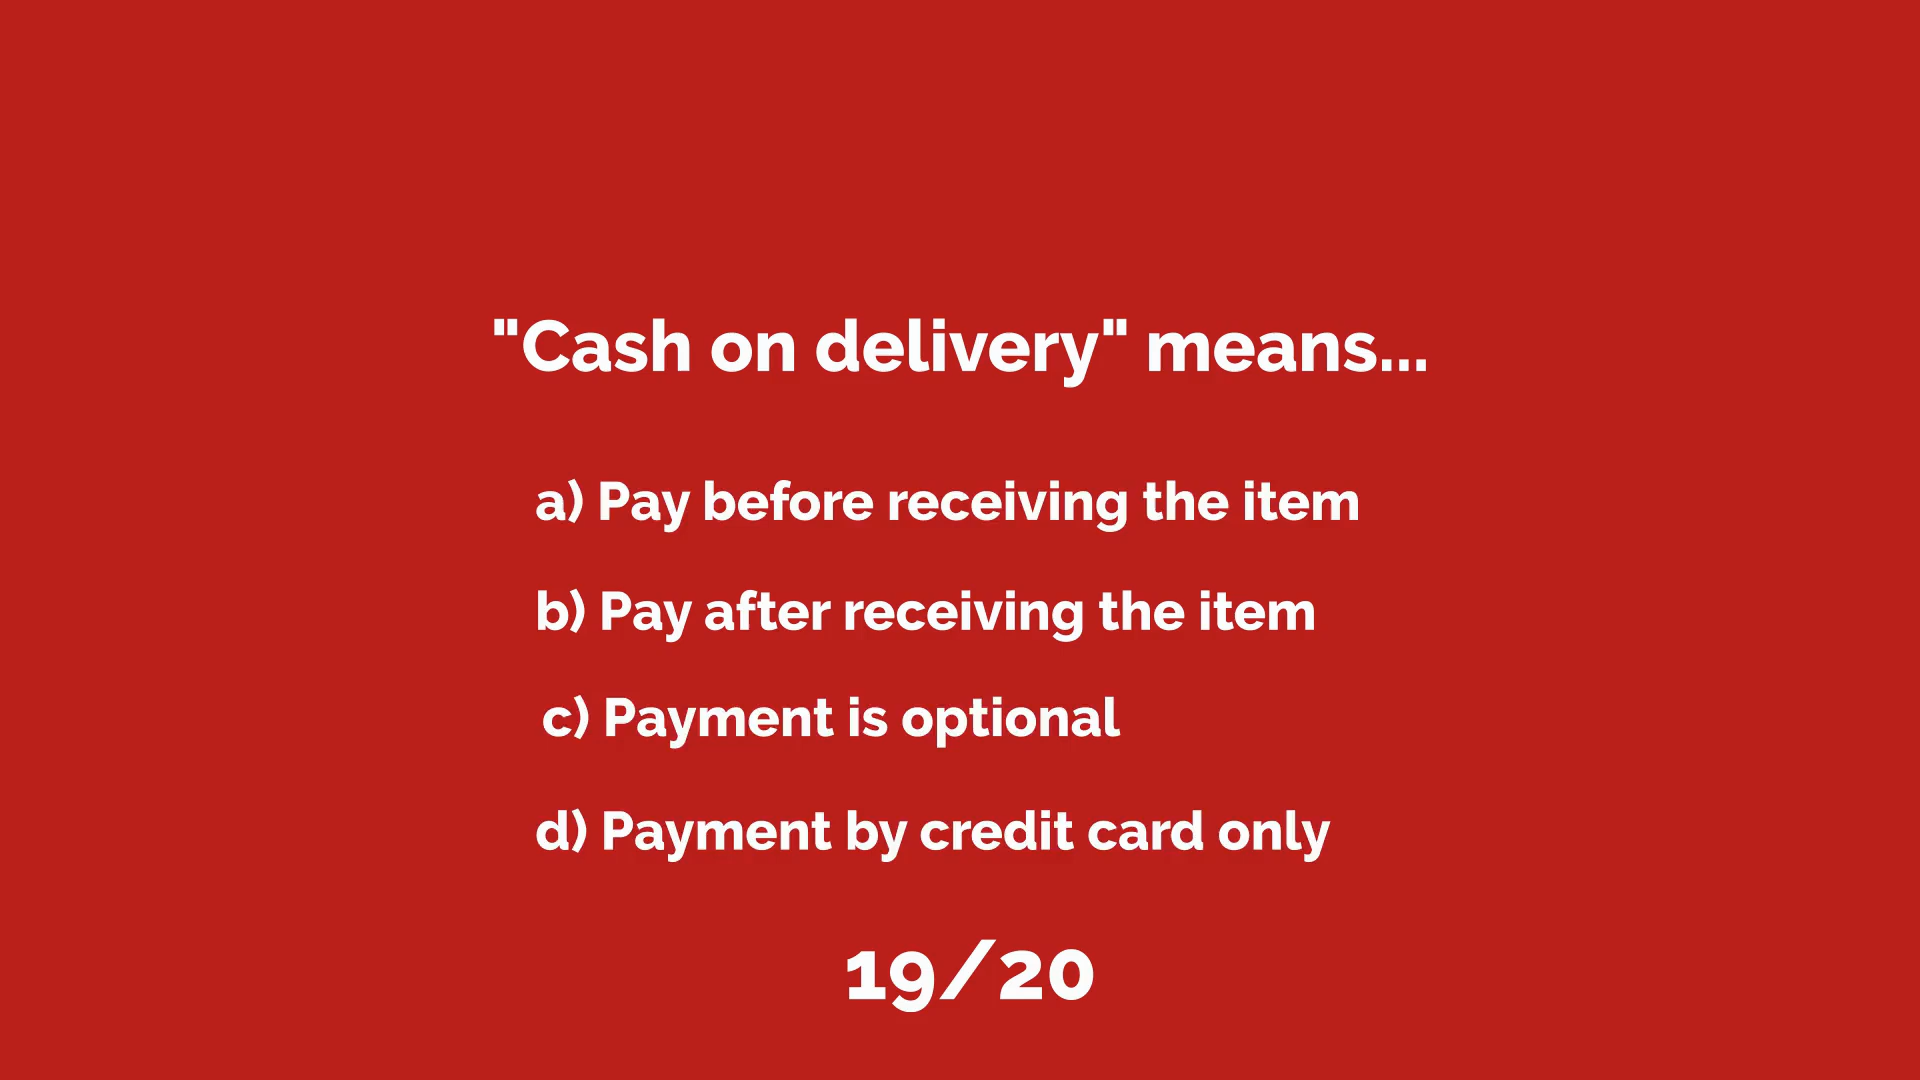 "Cash on delivery" means...
a) Pay before receiving the item
b) Pay after receiving the item
c) Payment is optional
d) Payment by credit card only
19/20